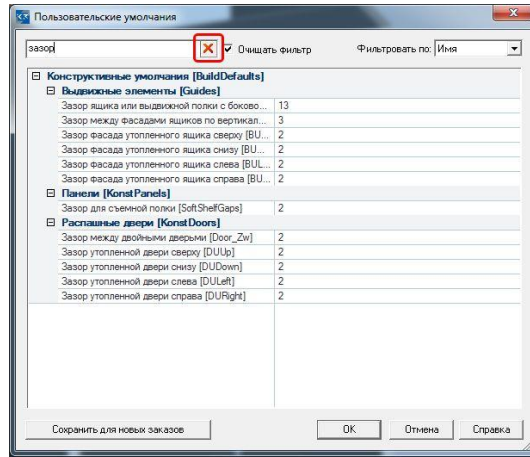 Пользовательские умолчания
зазор Очищать фильтр Фильтровать по: Имя
Конструктивные умолчания [BuildDefaults]
Выдвижные элементы [Guides]
Зазор ящика или выдвижной полки с боково... 13
Зазор между фасадами ящиков по вертикал... 3
Зазор фасада утопленного ящика сверху [BU... 2
Зазор фасада утопленного ящика снизу [BU... 2
Зазор фасада утопленного ящика слева [BUL... 2
Зазор фасада утопленного ящика справа [BU... 2
Панели [KonstPanels]
Зазор для съемной полки [SoftShelfGaps] 2
Распашные двери [KonstDoors]
Зазор между двойными дверьми [Door_Zw] 2
Зазор утопленной двери сверху [DUUp] 2
Зазор утопленной двери снизу [DUDown] 2
Зазор утопленной двери слева [DULeft] 2
Зазор утопленной двери справа [DURight] 2
Сохранить для новых заказов OK Отмена Справка